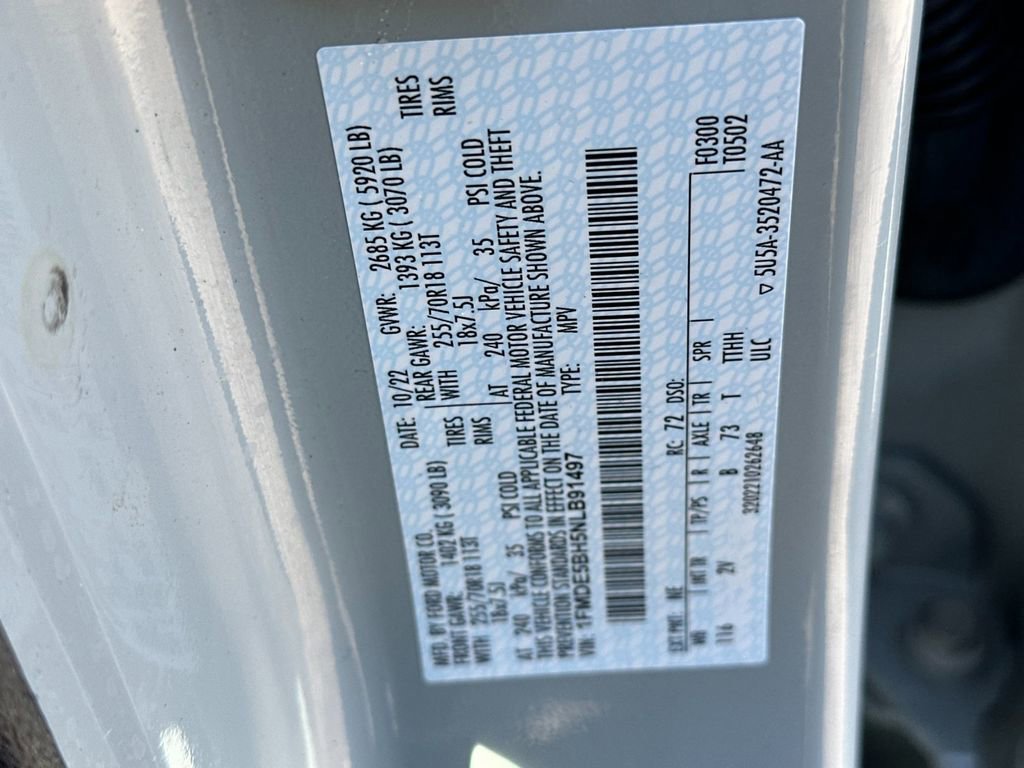 MFD. BY FORD MOTOR CO.
DATE: 10/22 GVWR: 2685 KG ( 5920 LB)
FRONT GAWR: 1402 KG ( 3090 LB) REAR GAWR: 1393 KG ( 3070 LB)
WITH 255/70R18 113T TIRES WITH 255/70R18 113T TIRES
18x7.5J RIMS 18x7.5J RIMS
AT 240 kPa/ 35 PSI COLD AT 240 kPa/ 35 PSI COLD
THIS VEHICLE CONFORMS TO ALL APPLICABLE FEDERAL MOTOR VEHICLE SAFETY AND THEFT
PREVENTION STANDARDS IN EFFECT ON THE DATE OF MANUFACTURE SHOWN ABOVE.
VIN: 1FMDE5BH5NLB91497 TYPE: MPV
EXT PNT: NE RC: 72 DSO:
WB INT TR TP/PS R AXLE TR SPR F0300
116 2V B 73 T TTHH T0502
320221026264​8 ULC
5U5A-3520472-AA